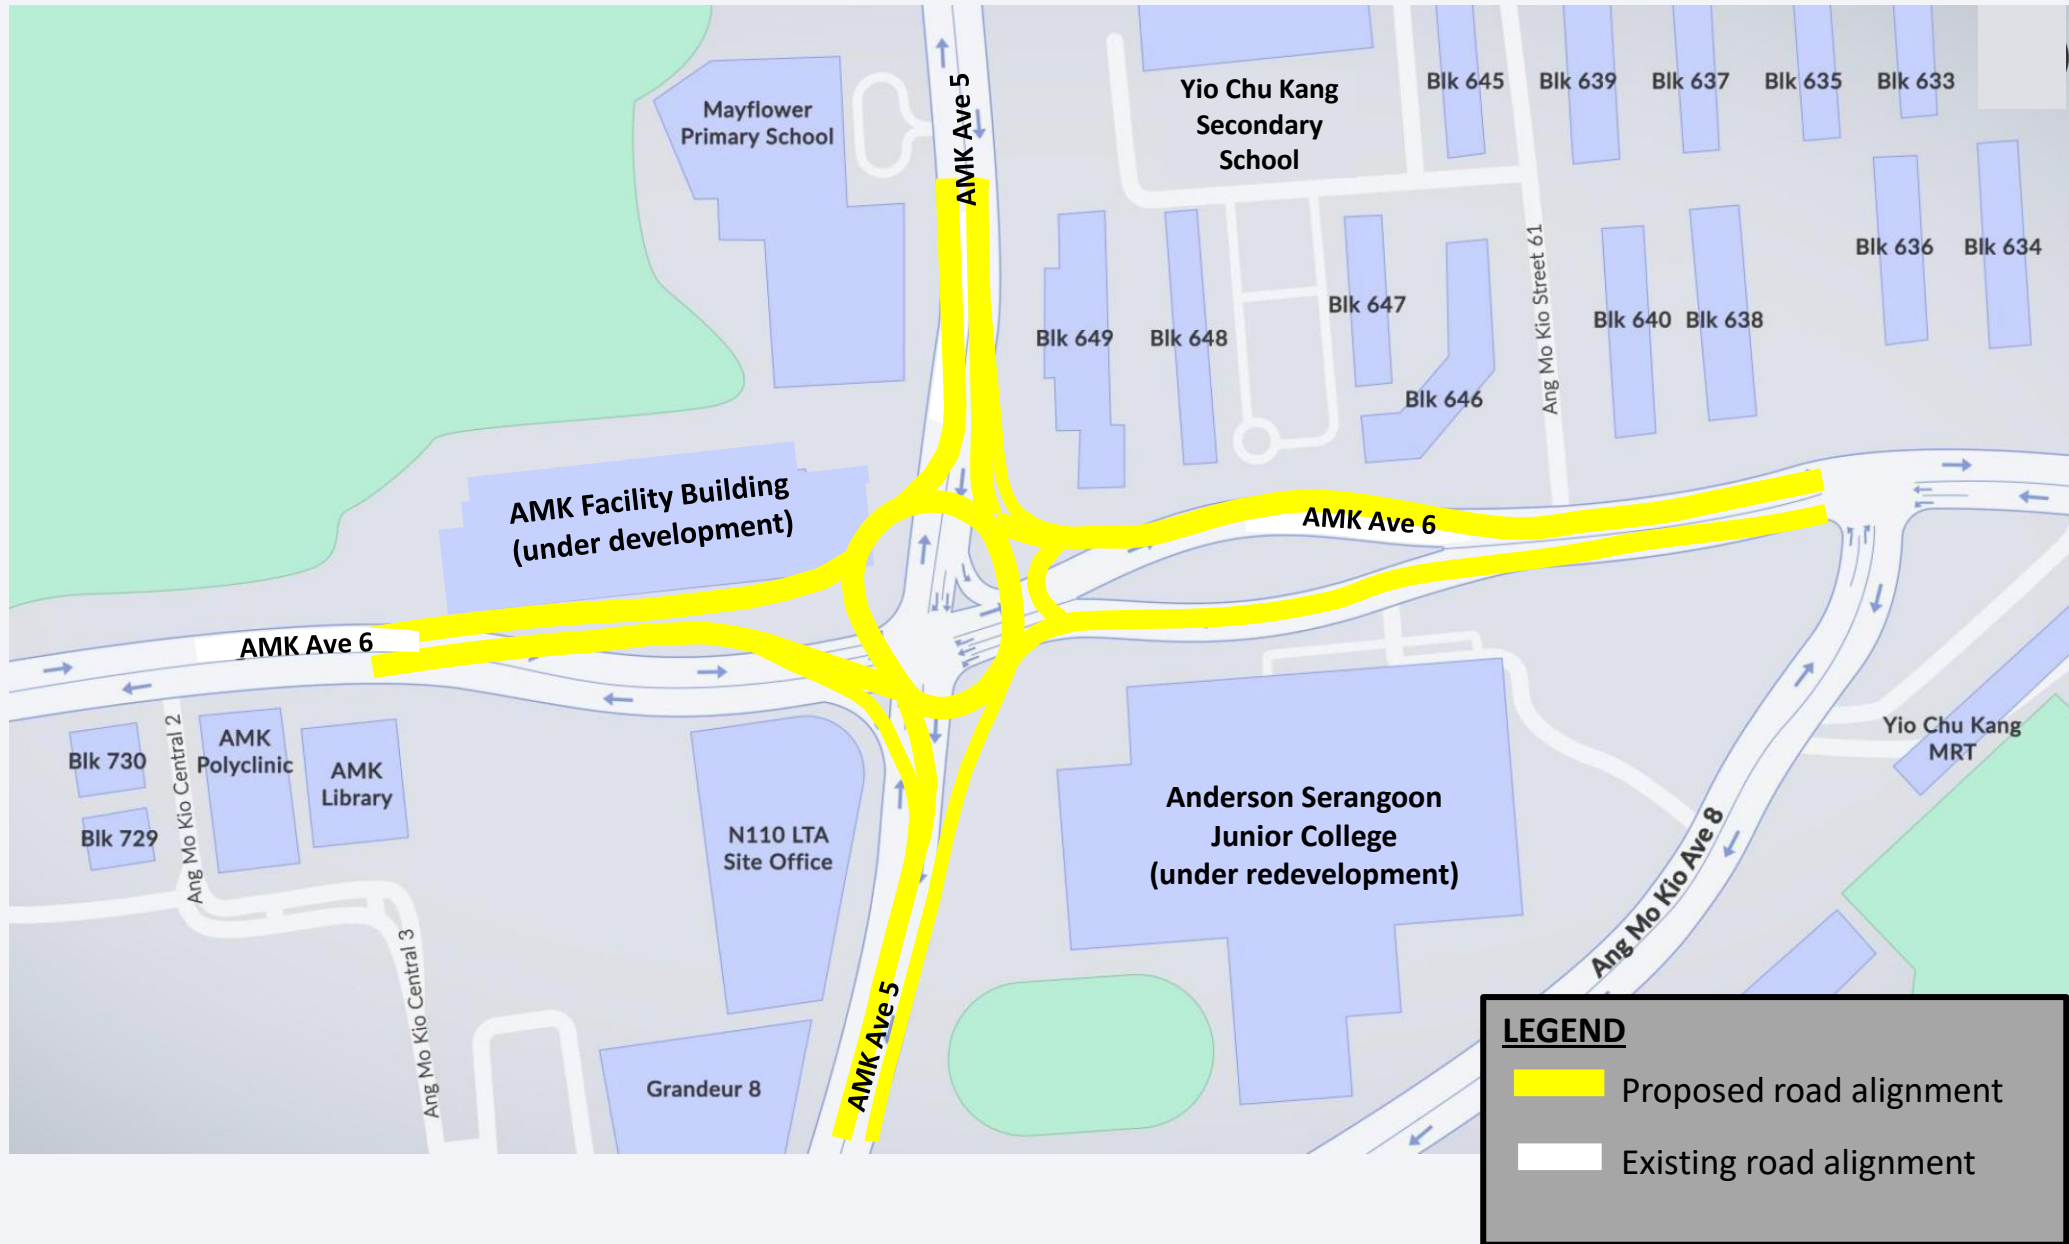 AMK Ave 5
Mayflower
Primary School
Yio Chu Kang
Secondary
School
Blk 645
Blk 639
Blk 637
Blk 635
Blk 633
Blk 636
Blk 634
Ang Mo Kio Street 61
Blk 649
Blk 648
Blk 647
Blk 646
Blk 640
Blk 638
AMK Facility Building
(under development)
AMK Ave 6
AMK Ave 6
Blk 730
Blk 729
Ang Mo Kio Central 2
AMK
Polyclinic
AMK
Library
N110 LTA
Site Office
Anderson Serangoon
Junior College
(under redevelopment)
Yio Chu Kang
MRT
Ang Mo Kio Ave 8
Ang Mo Kio Central 3
AMK Ave 5
Grandeur 8
LEGEND
Proposed road alignment
Existing road alignment